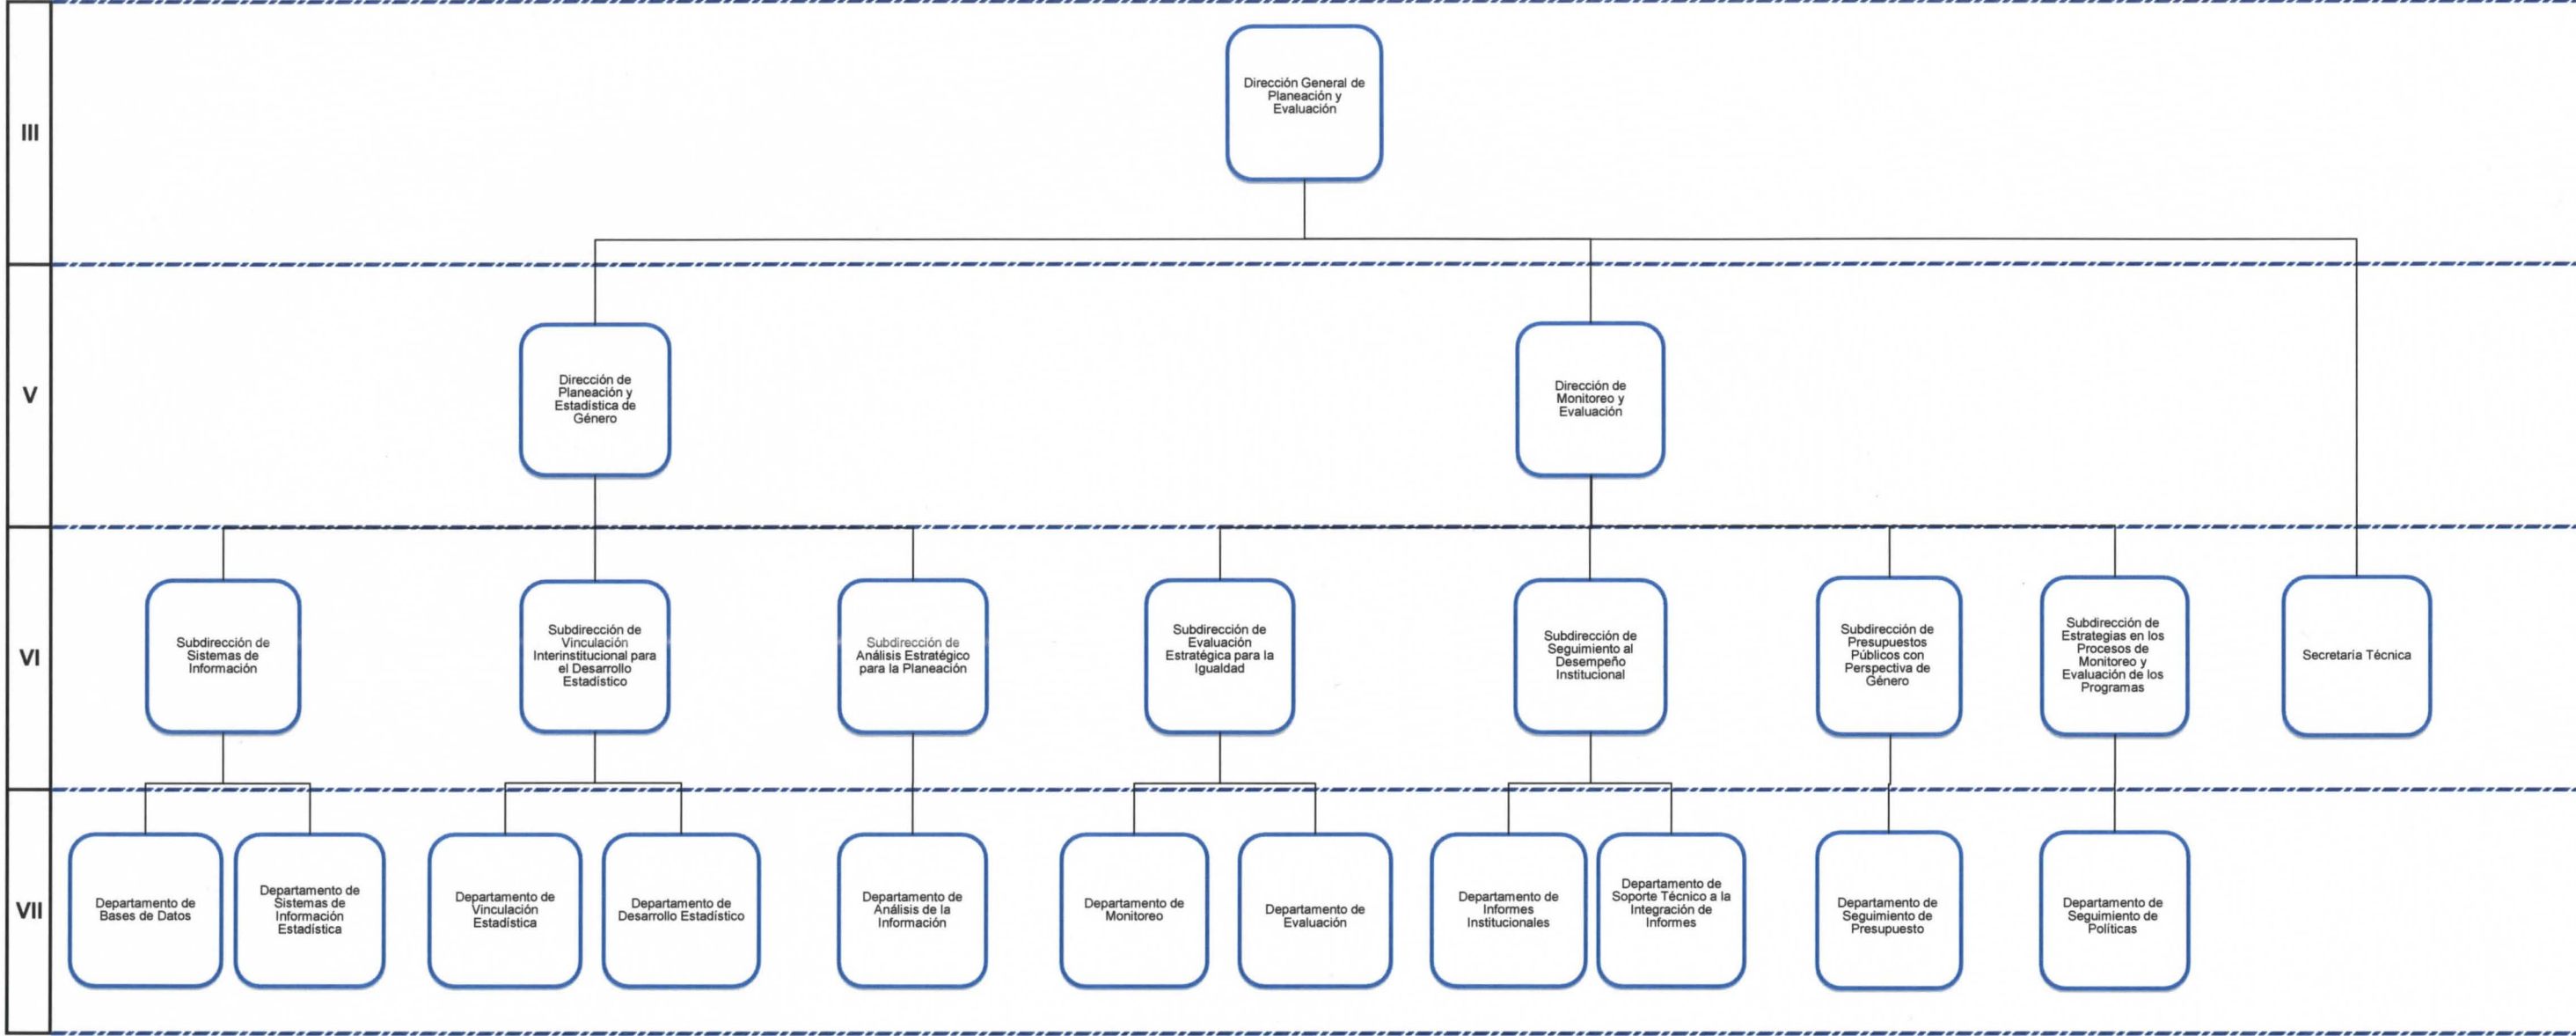 III
Dirección General de
Planeación y
Evaluación
V
Dirección de
Planeación y
Estadística de
Género
Dirección de
Monitoreo y
Evaluación
VI
Subdirección de
Sistemas de
Información
Subdirección de
Vinculación
Interinstitucional para
el Desarrollo
Estadístico
Subdirección de
Análisis Estratégico
para la Planeación
Subdirección de
Evaluación
Estratégica para la
Igualdad
Subdirección de
Seguimiento al
Desempeño
Institucional
Subdirección de
Presupuestos
Públicos con
Perspectiva de
Género
Subdirección de
Estrategias en los
Procesos de
Monitoreo y
Evaluación de los
Programas
Secretaría Técnica
VII
Departamento de
Bases de Datos
Departamento de
Sistemas de
Información
Estadística
Departamento de
Vinculación
Estadística
Departamento de
Desarrollo Estadístico
Departamento de
Análisis de la
Información
Departamento de
Monitoreo
Departamento de
Evaluación
Departamento de
Informes
Institucionales
Departamento de
Soporte Técnico a la
Integración de
Informes
Departamento de
Seguimiento de
Presupuesto
Departamento de
Seguimiento de
Políticas